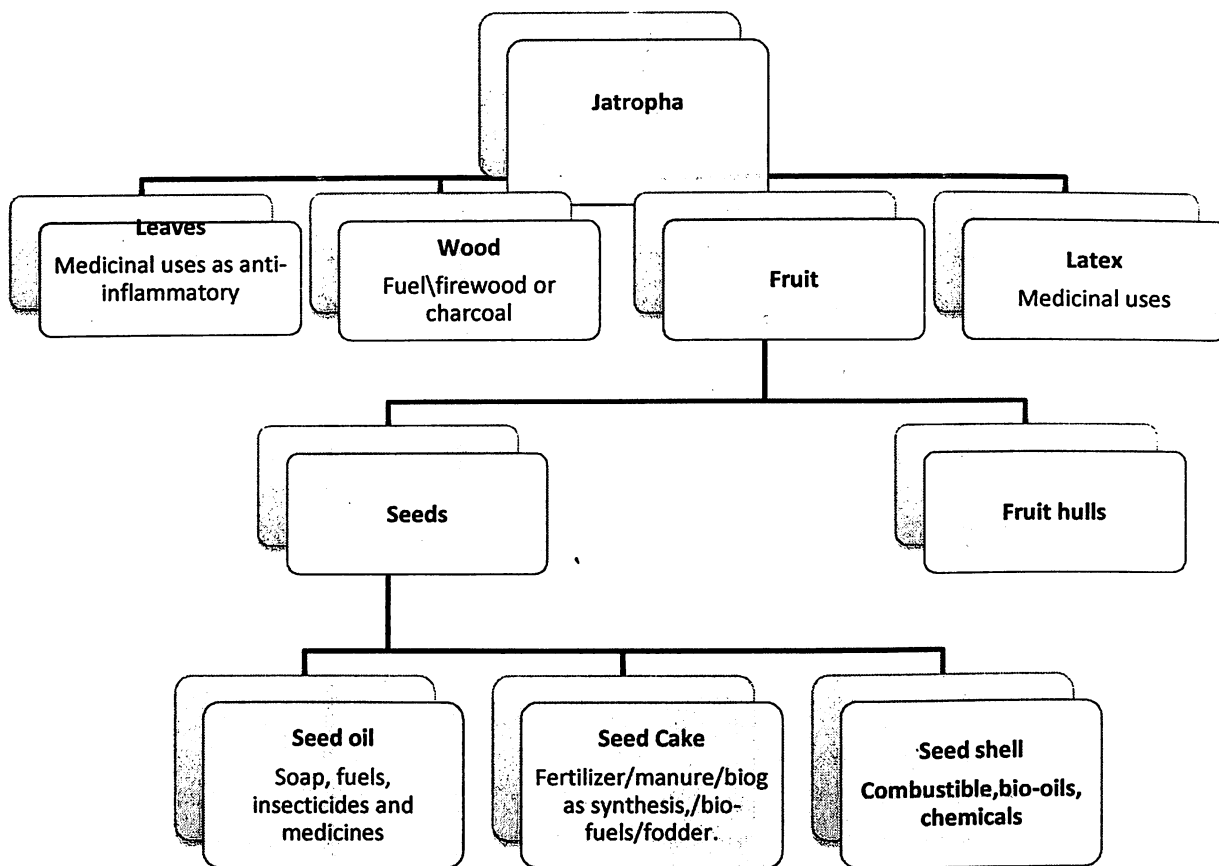 Jatropha
Leaves
Medicinal uses as anti-
inflammatory
Wood
Fuel\firewood or
charcoal
Fruit
Latex
Medicinal uses
Seeds
Fruit hulls
Seed oil
Soap, fuels,
insecticides and
medicines
Seed Cake
Fertilizer/manure/biog
as synthesis,/bio-
fuels/fodder.
Seed shell
Combustible,bio-oils,
chemicals